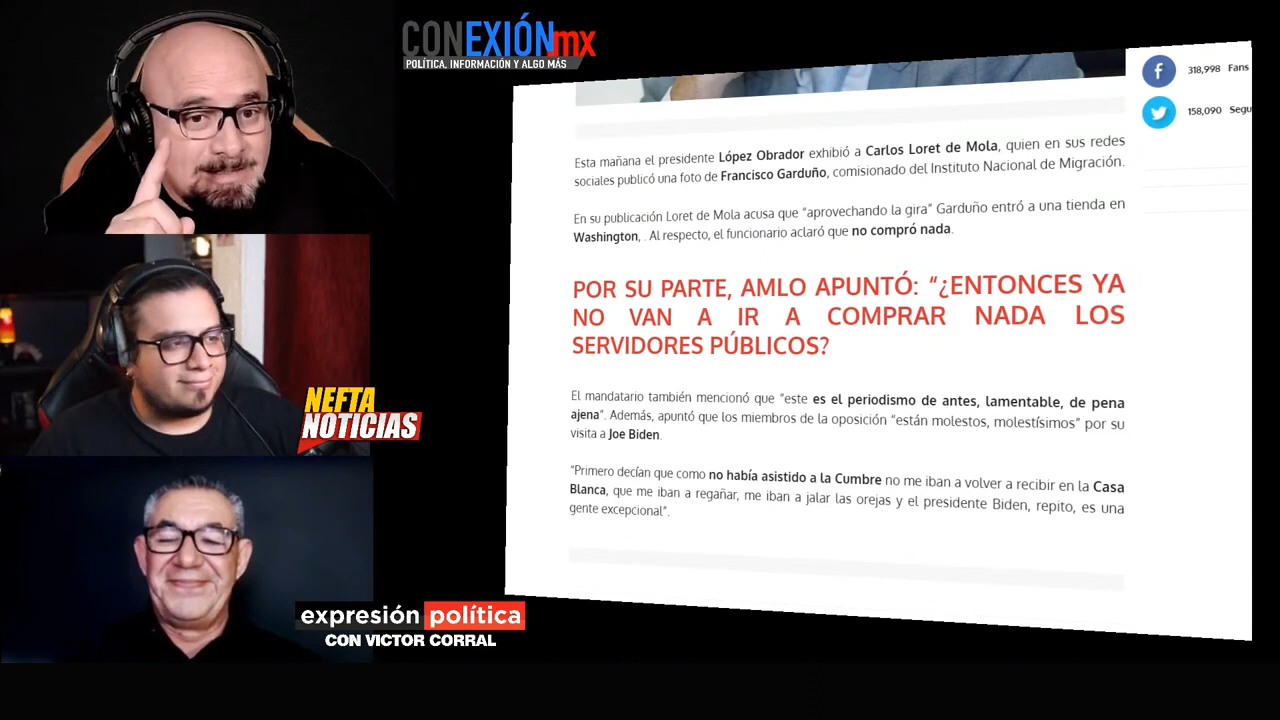 CONEXIÓNmx
POLÍTICA, INFORMACIÓN Y ALGO MÁS
318,998 Fans
158,090 Segu
Esta mañana el presidente López Obrador exhibió a Carlos Loret de Mola, quien en sus redes
sociales publicó una foto de Francisco Garduño, comisionado del Instituto Nacional de Migración.
En su publicación Loret de Mola acusa que “aprovechando la gira” Garduño entró a una tienda en
Washington, . Al respecto, el funcionario aclaró que no compró nada.
POR SU PARTE, AMLO APUNTÓ: “¿ENTONCES YA
NO VAN A IR A COMPRAR NADA LOS
SERVIDORES PÚBLICOS?
El mandatario también mencionó que “este es el periodismo de antes, lamentable, de pena
ajena”. Además, apuntó que los miembros de la oposición “están molestos, molestísimos” por su
visita a Joe Biden.
“Primero decían que como no había asistido a la Cumbre no me iban a volver a recibir en la Casa
Blanca, que me iban a regañar, me iban a jalar las orejas y el presidente Biden, repito, es una
gente excepcional”.
NEFTA
NOTICIAS
expresión política
CON VICTOR CORRAL